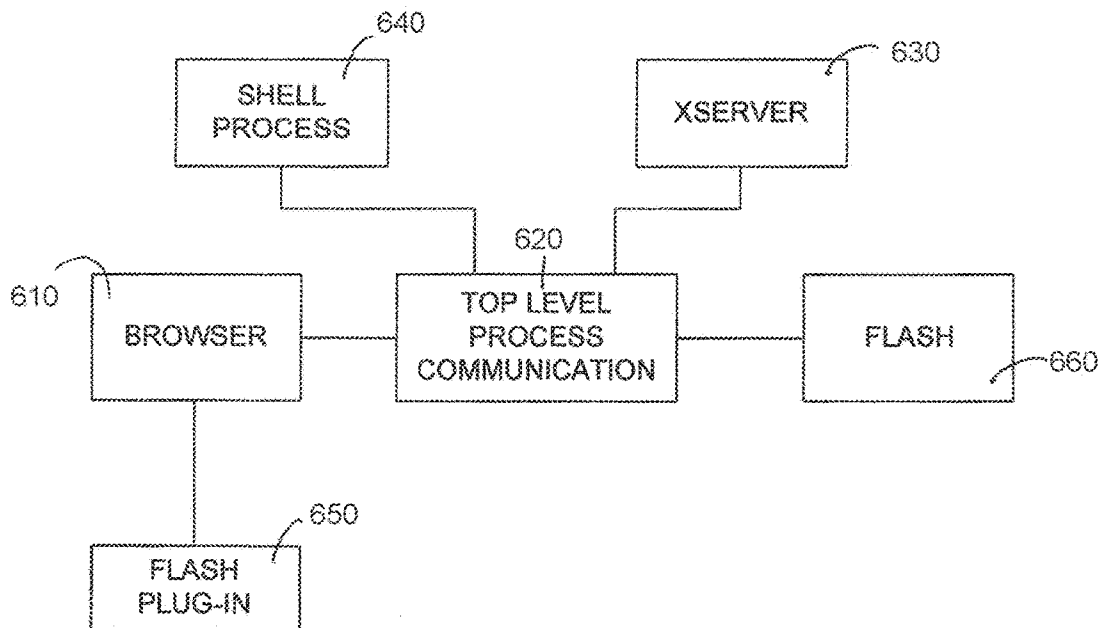 640
SHELL
PROCESS
630
XSERVER
620
TOP LEVEL
PROCESS
COMMUNICATION
610
BROWSER
FLASH
660
650
FLASH
PLUG-IN